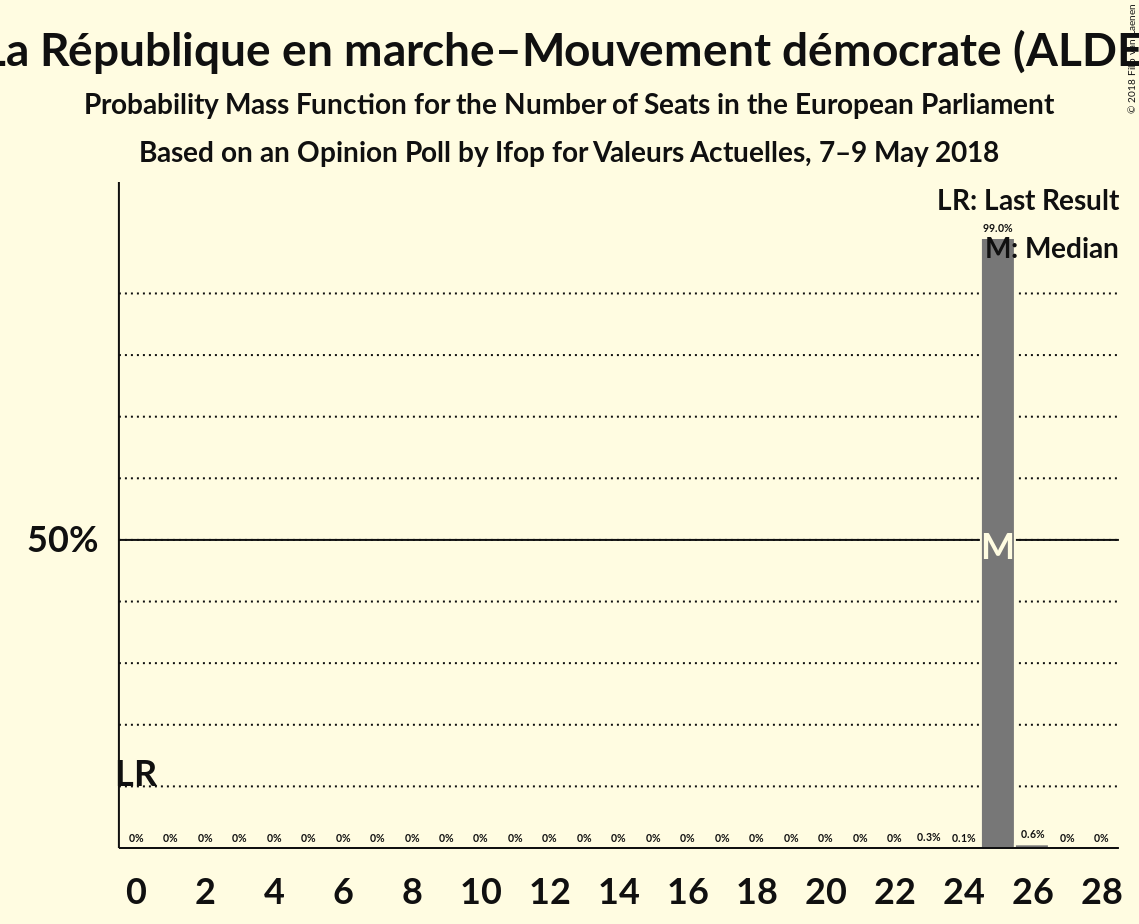 La République en marche–Mouvement démocrate (ALDE
Probability Mass Function for the Number of Seats in the European Parliament
Based on an Opinion Poll by Ifop for Valeurs Actuelles, 7–9 May 2018
© 2018 Filip van Laenen
LR: Last Result
99.0%
M: Median
50%
M
LR
0% 0% 0% 0% 0% 0% 0% 0% 0% 0% 0% 0% 0% 0% 0% 0% 0% 0% 0% 0% 0% 0% 0% 0.3% 0.1% 0.6% 0% 0%
0 2 4 6 8 10 12 14 16 18 20 22 24 26 28